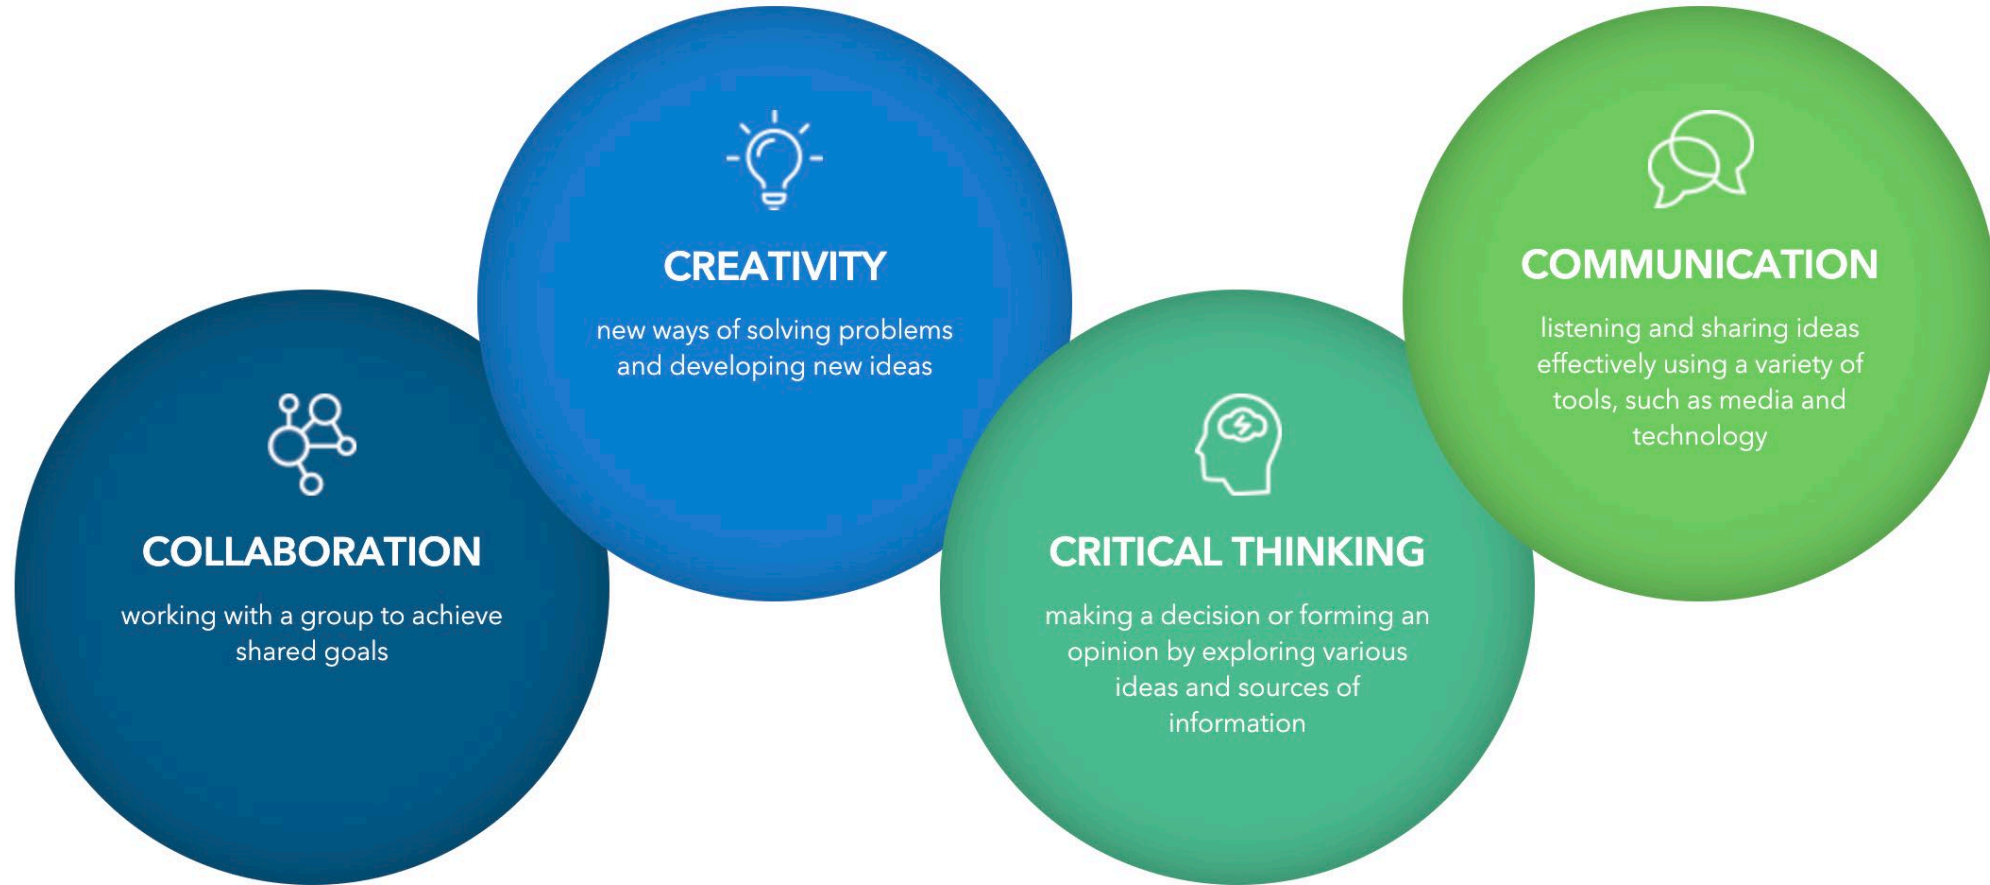 COLLABORATION
working with a group to achieve
shared goals
CREATIVITY
new ways of solving problems
and developing new ideas
CRITICAL THINKING
making a decision or forming an
opinion by exploring various
ideas and sources of
information
COMMUNICATION
listening and sharing ideas
effectively using a variety of
tools, such as media and
technology